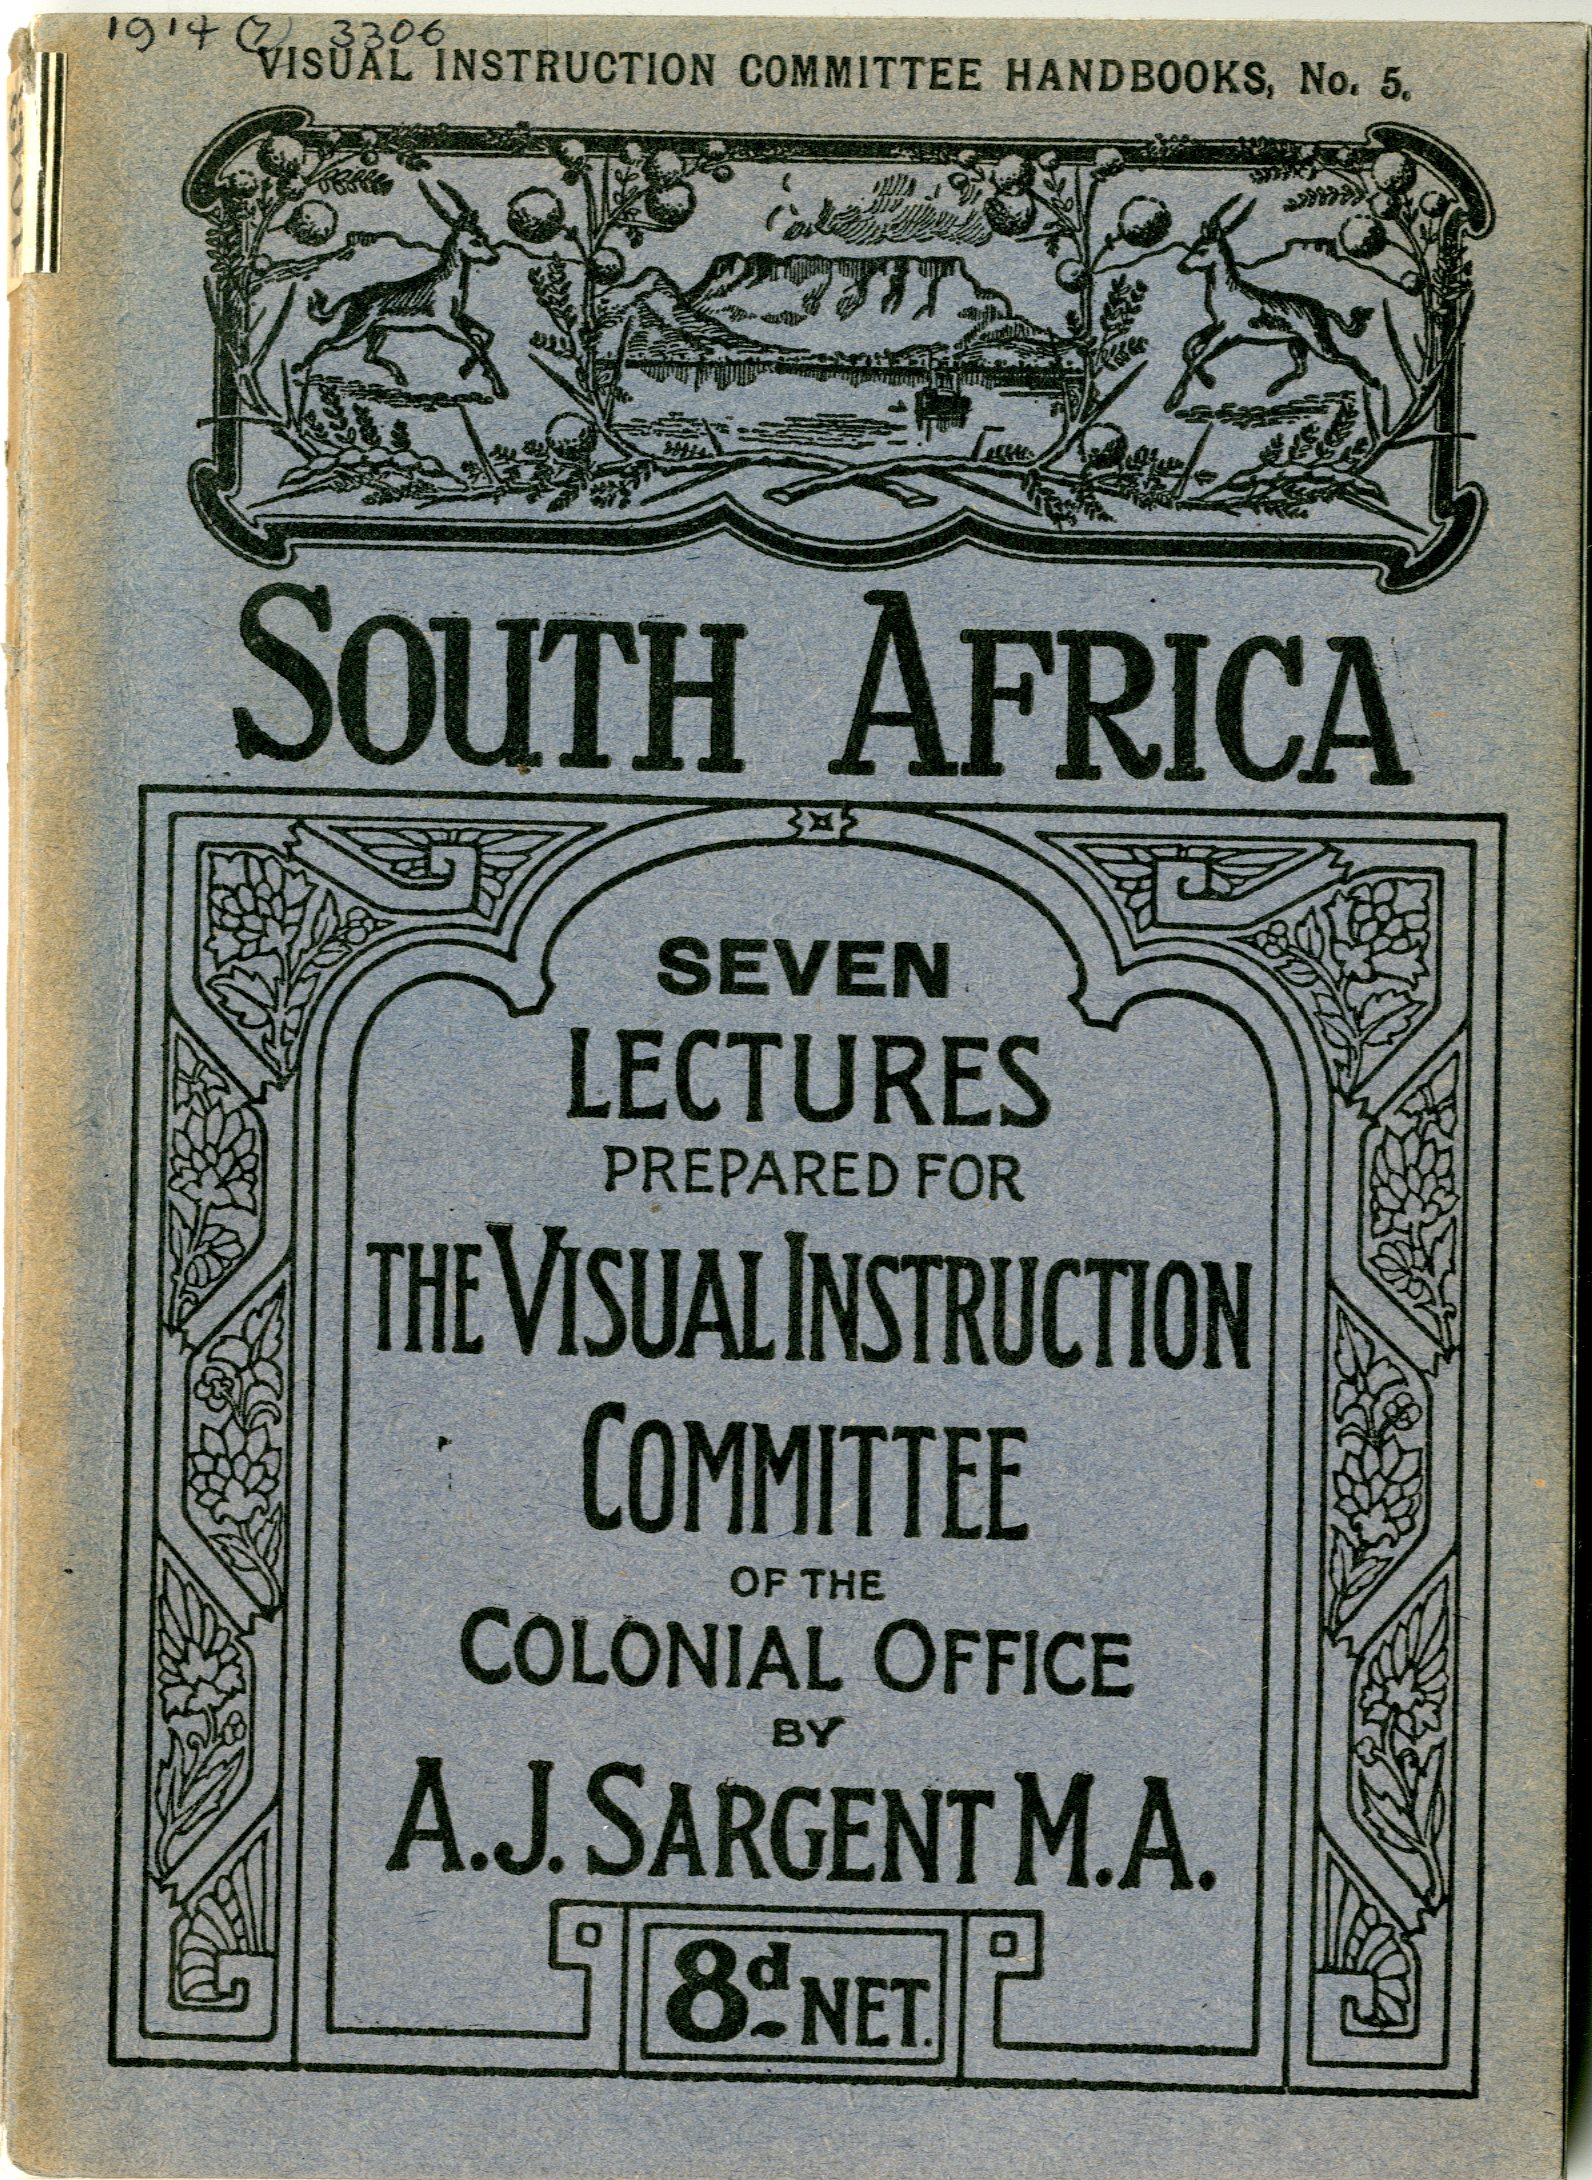 1914 (7) 3306
VISUAL INSTRUCTION COMMITTEE HANDBOOKS, No. 5.
SOUTH AFRICA
SEVEN
LECTURES
PREPARED FOR
THE VISUAL INSTRUCTION
COMMITTEE
OF THE
COLONIAL OFFICE
BY
A.J. SARGENT M.A.
8d NET.